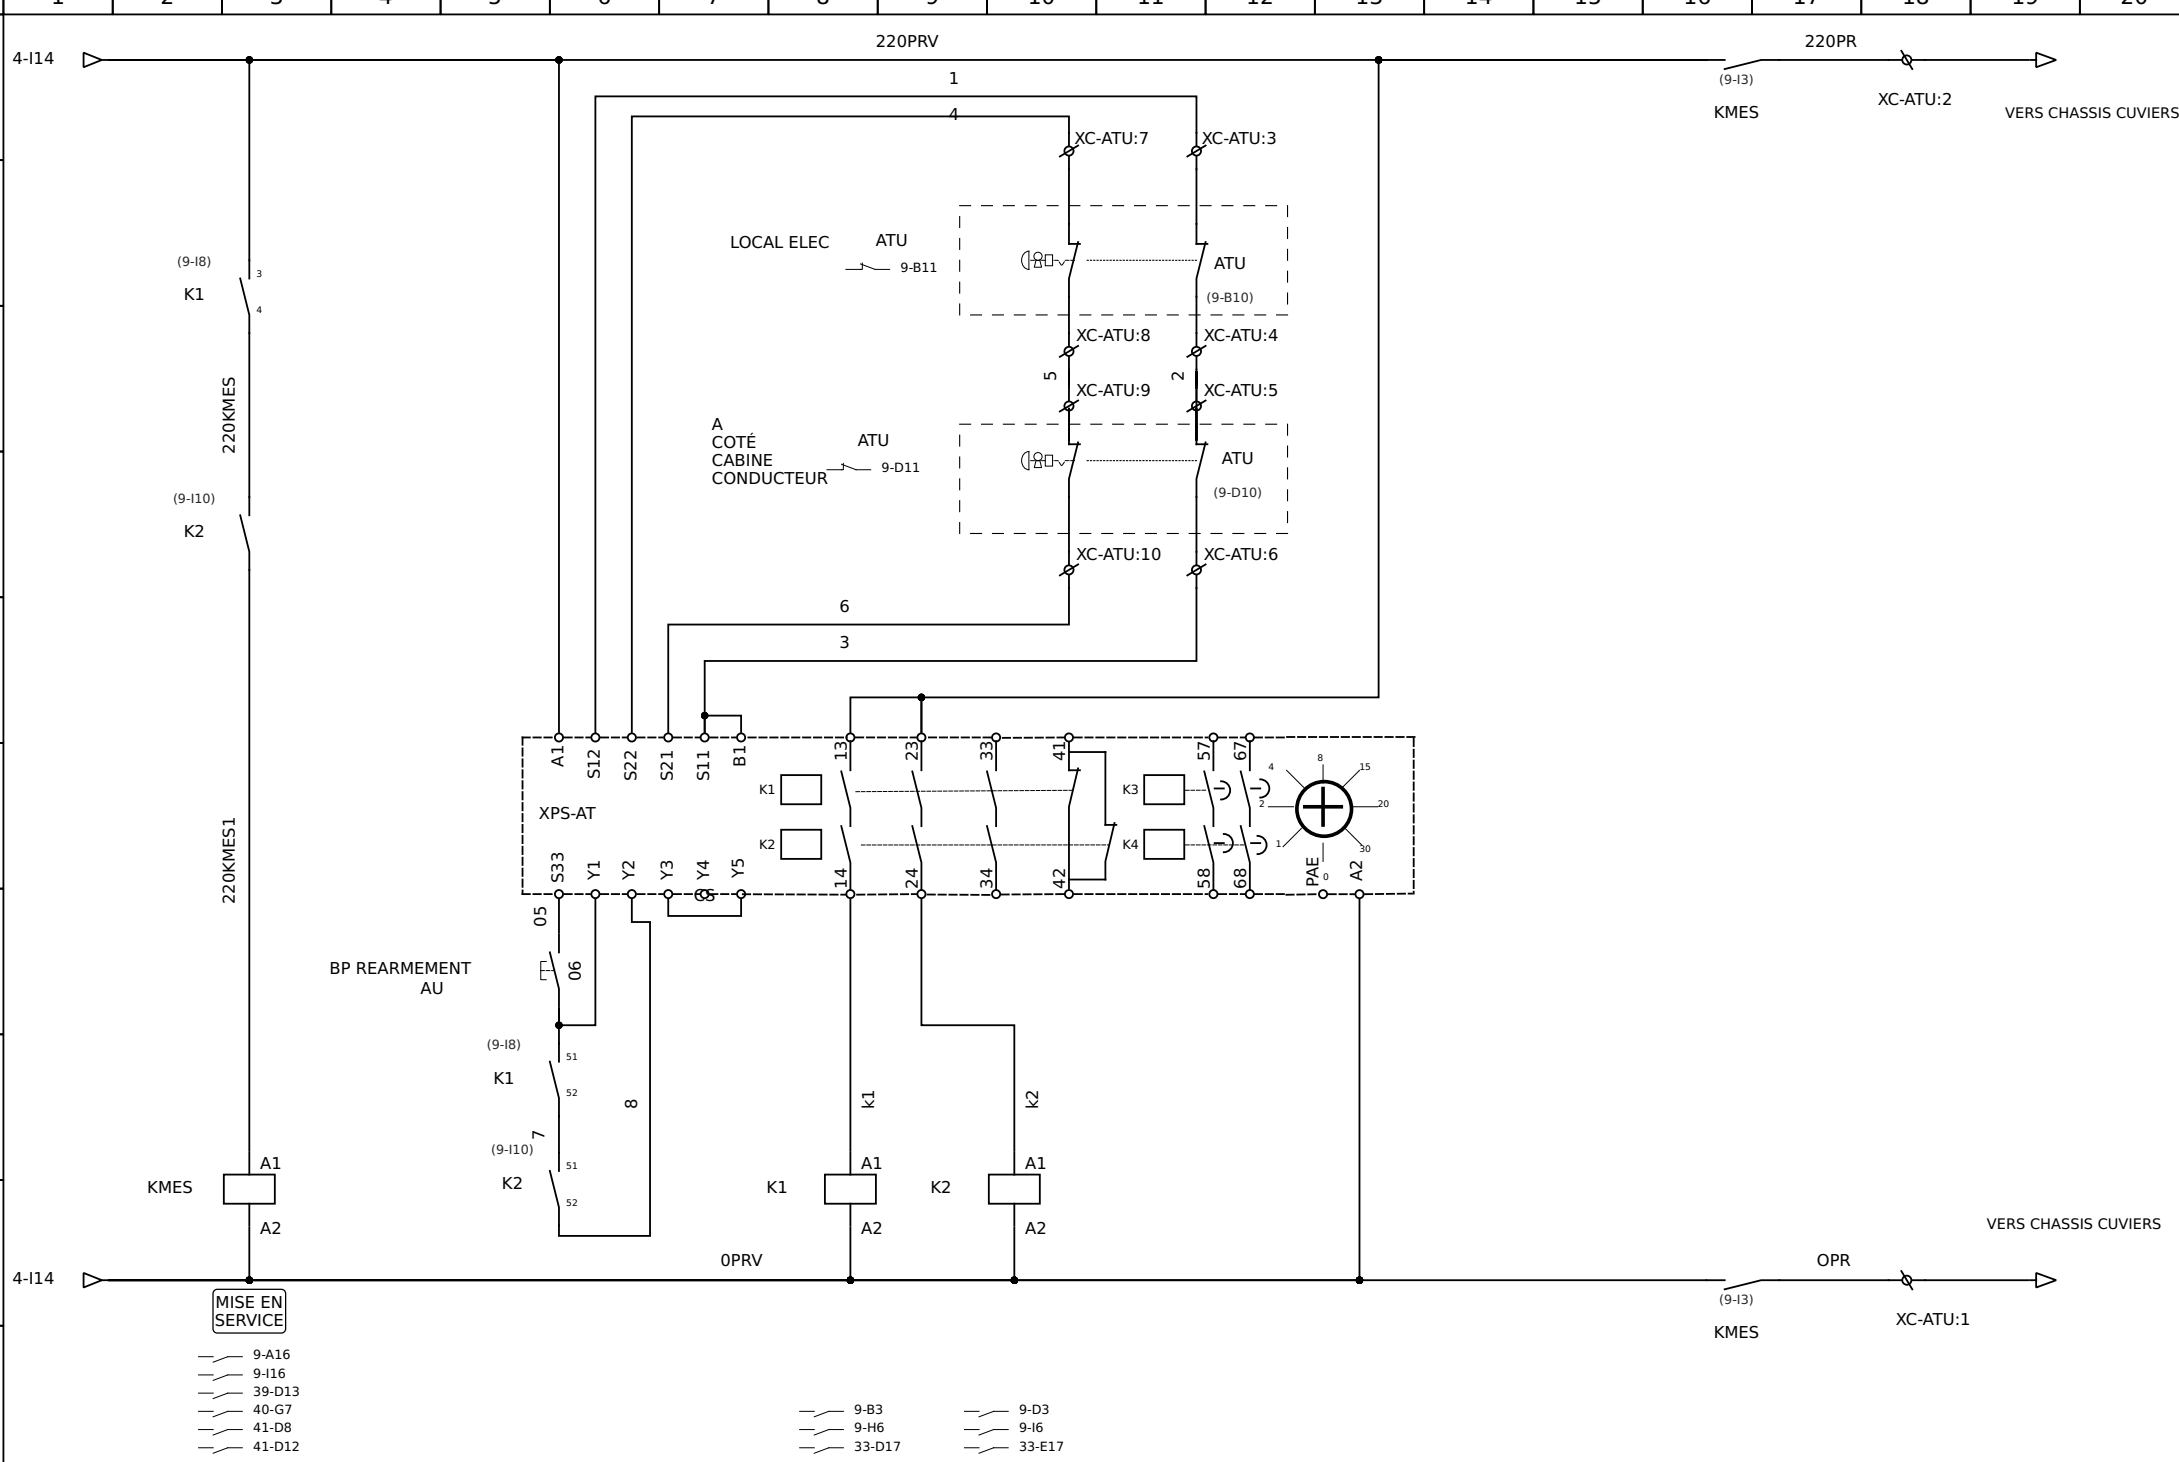 1 2 3 4 5 6 7 8 9 10 11 12 13 14 15 16 17 18 19 20
4-I14
220PRV
220PR
1
(9-I3)
KMES
XC-ATU:2
VERS CHASSIS CUVIERS
4
XC-ATU:7
XC-ATU:3
LOCAL ELEC
ATU
9-B11
ATU
(9-B10)
(9-I8)
K1
3
4
XC-ATU:8
XC-ATU:4
5
2
XC-ATU:9
XC-ATU:5
220KMES
A
COTÉ
CABINE
CONDUCTEUR
ATU
9-D11
ATU
(9-D10)
(9-I10)
K2
XC-ATU:10
XC-ATU:6
6
3
A1
S12
S22
S21
S11
B1
13
23
33
41
57
67
K1
K3
XPS-AT
K2
K4
0
1
2
4
8
15
20
30
220KMES1
S33
Y1
Y2
Y3
Y4
Y5
CS
14
24
34
42
58
68
PAE
A2
05
06
BP REARMEMENT
AU
(9-I8)
K1
51
52
8
k1
k2
7
(9-I10)
K2
51
52
KMES
A1
A2
K1
A1
A2
K2
A1
A2
VERS CHASSIS CUVIERS
4-I14
0PRV
OPR
(9-I3)
KMES
XC-ATU:1
MISE EN
SERVICE
9-A16
9-I16
39-D13
40-G7
41-D8
41-D12
9-B3
9-H6
33-D17
9-D3
9-I6
33-E17